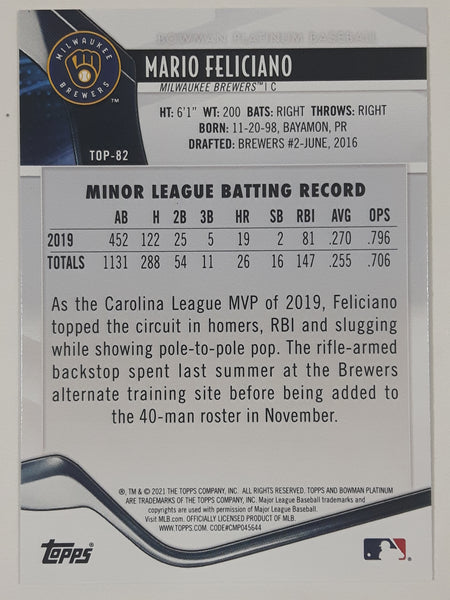 BOWMAN PLATINUM BASEBALL
MILWAUKEE
BREWERS
TM
MARIO FELICIANO
MILWAUKEE BREWERS™ | C
HT: 6'1" WT: 200 BATS: RIGHT THROWS: RIGHT
BORN: 11-20-98, BAYAMON, PR
DRAFTED: BREWERS #2-JUNE, 2016
TOP-82
MINOR LEAGUE BATTING RECORD
AB H 2B 3B HR SB RBI AVG OPS
2019 452 122 25 5 19 2 81 .270 .796
TOTALS 1131 288 54 11 26 16 147 .255 .706
As the Carolina League MVP of 2019, Feliciano
topped the circuit in homers, RBI and slugging
while showing pole-to-pole pop. The rifle-armed
backstop spent last summer at the Brewers
alternate training site before being added to
the 40-man roster in November.
®, TM & © 2021 THE TOPPS COMPANY, INC. ALL RIGHTS RESERVED. TOPPS AND BOWMAN PLATINUM
ARE TRADEMARKS OF THE TOPPS COMPANY, INC. Major League Baseball trademarks and
copyrights are used with permission of Major League Baseball.
Visit MLB.com. OFFICIALLY LICENSED PRODUCT OF MLB.
WWW.TOPPS.COM. CODE#CMP045644
Topps®